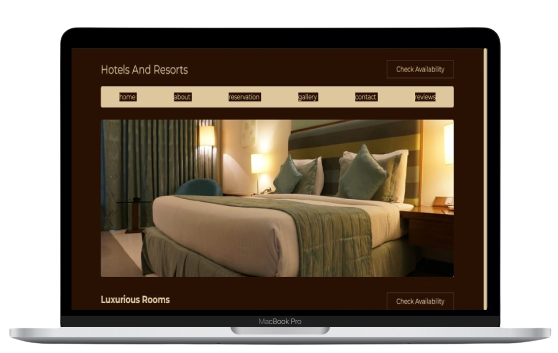 Hotels And Resorts
Check Availability
home about reservation gallery contact reviews
Luxurious Rooms
Check Availability
MacBook Pro